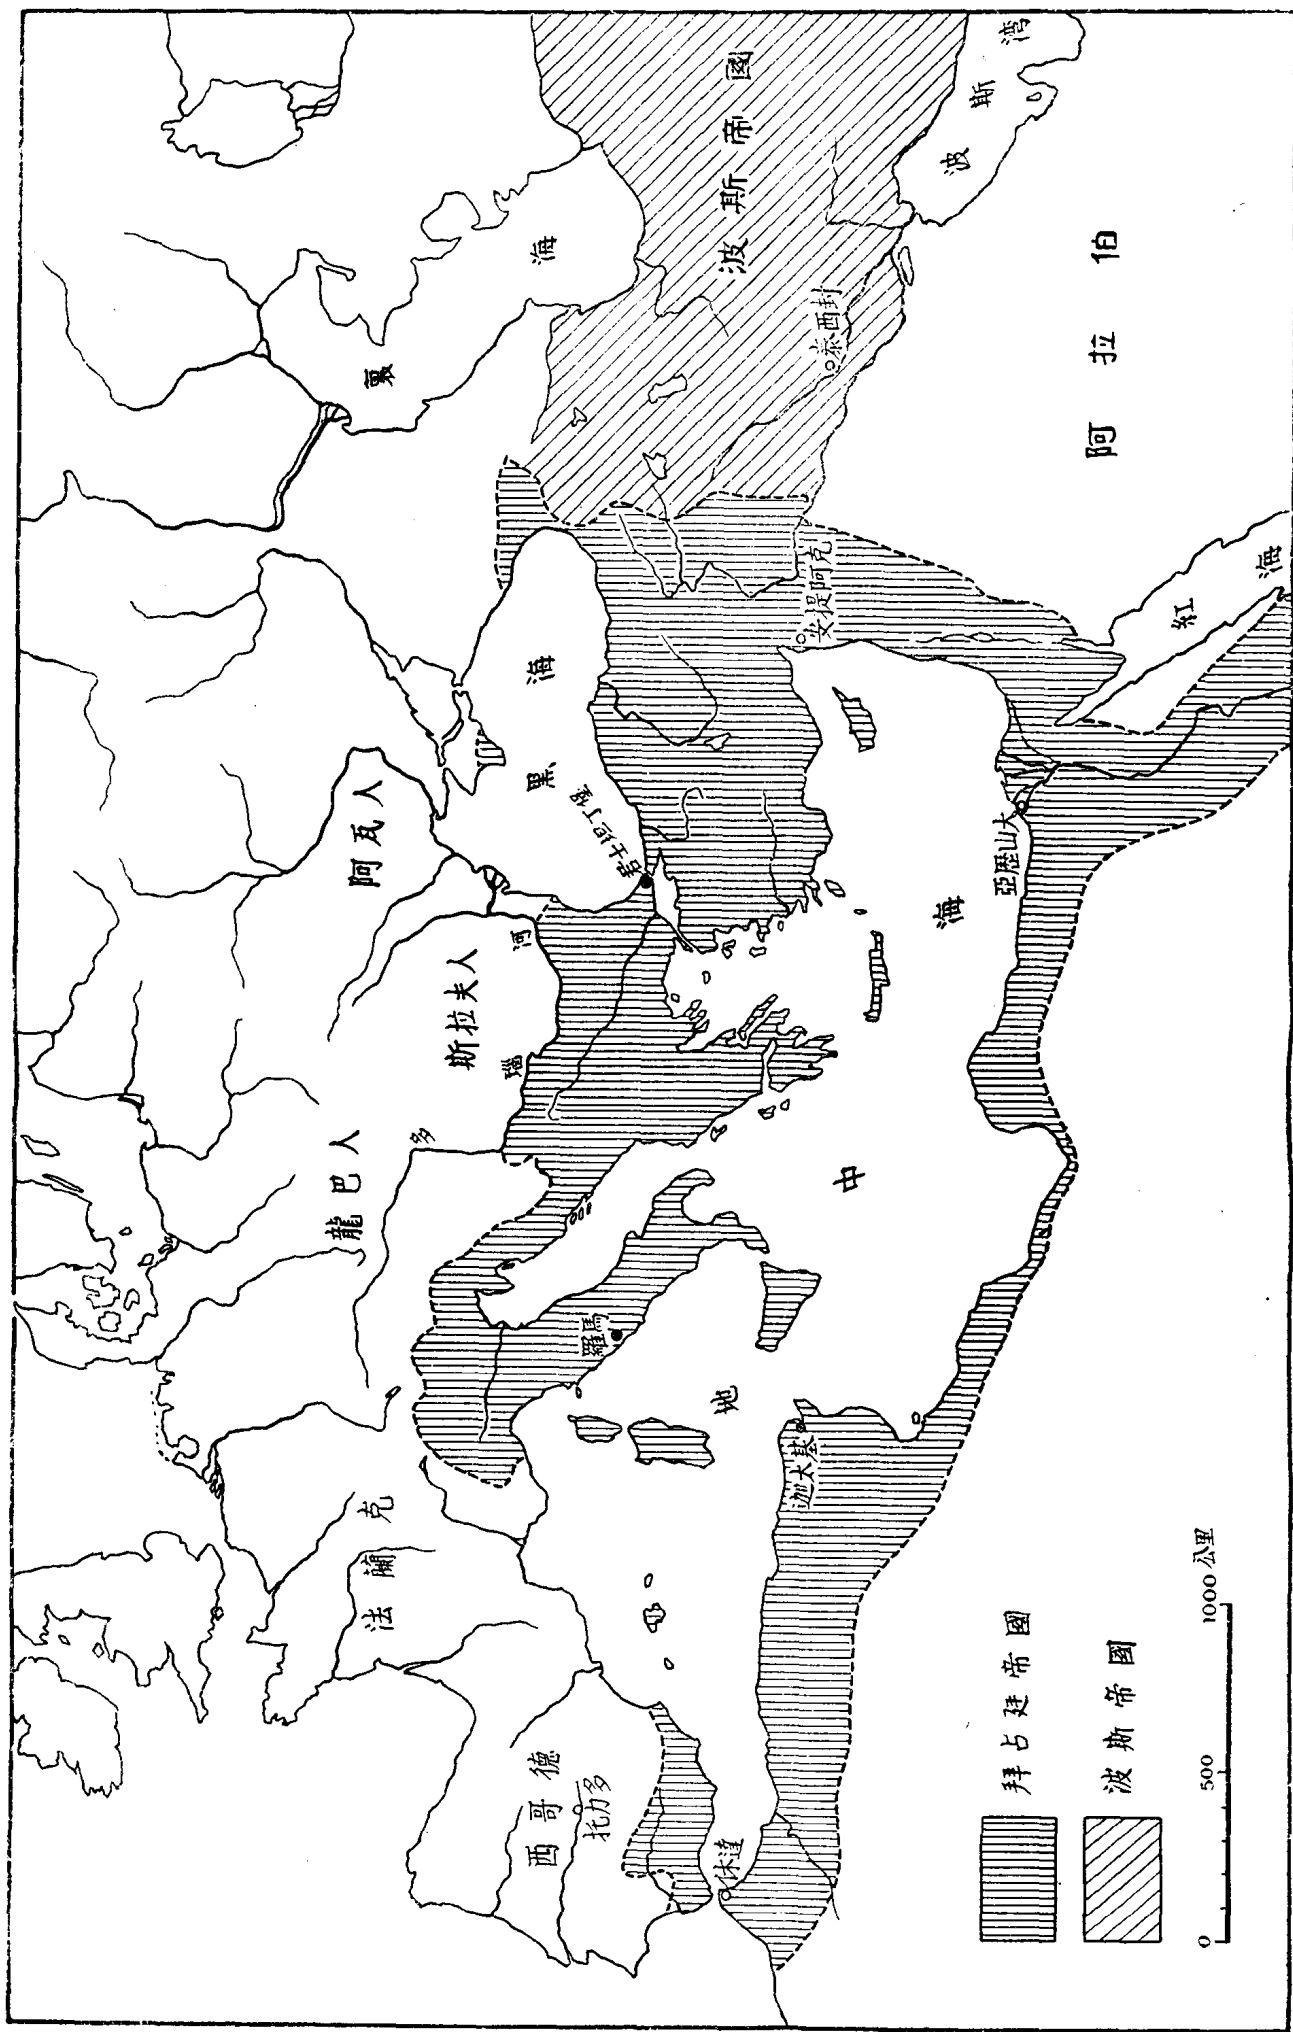 裏海
黑海
波斯帝國
波斯湾
泰西封
阿拉伯
紅海
安提阿克
君士坦丁堡
阿瓦人
斯拉夫人
龍巴人
多瑙河
亞歷山大
地中海
羅馬
迦太基
法蘭克
西哥德
托力多
休達
拜占廷帝國
波斯帝國
0 500 1000公里